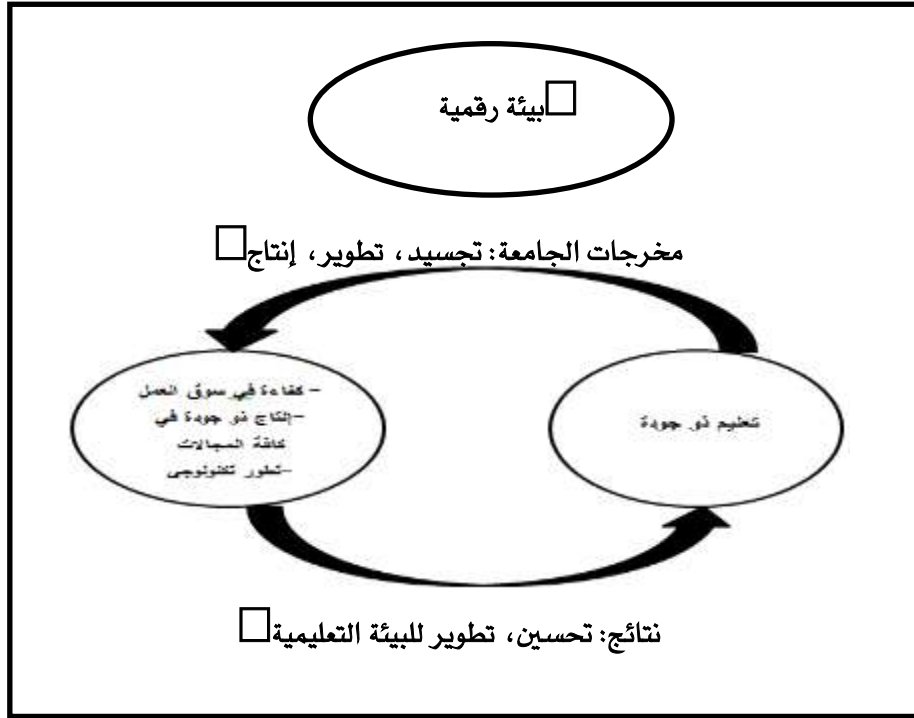 بيئة رقمية
مخرجات الجامعة: تجسيد، تطوير، إنتاج
- كفاءة في سوق العمل
-إنتاج ذو جودة في
كافة المجالات
-تطور تكنولوجي
تعليم ذو جودة
نتائج: تحسين، تطوير للبيئة التعليمية